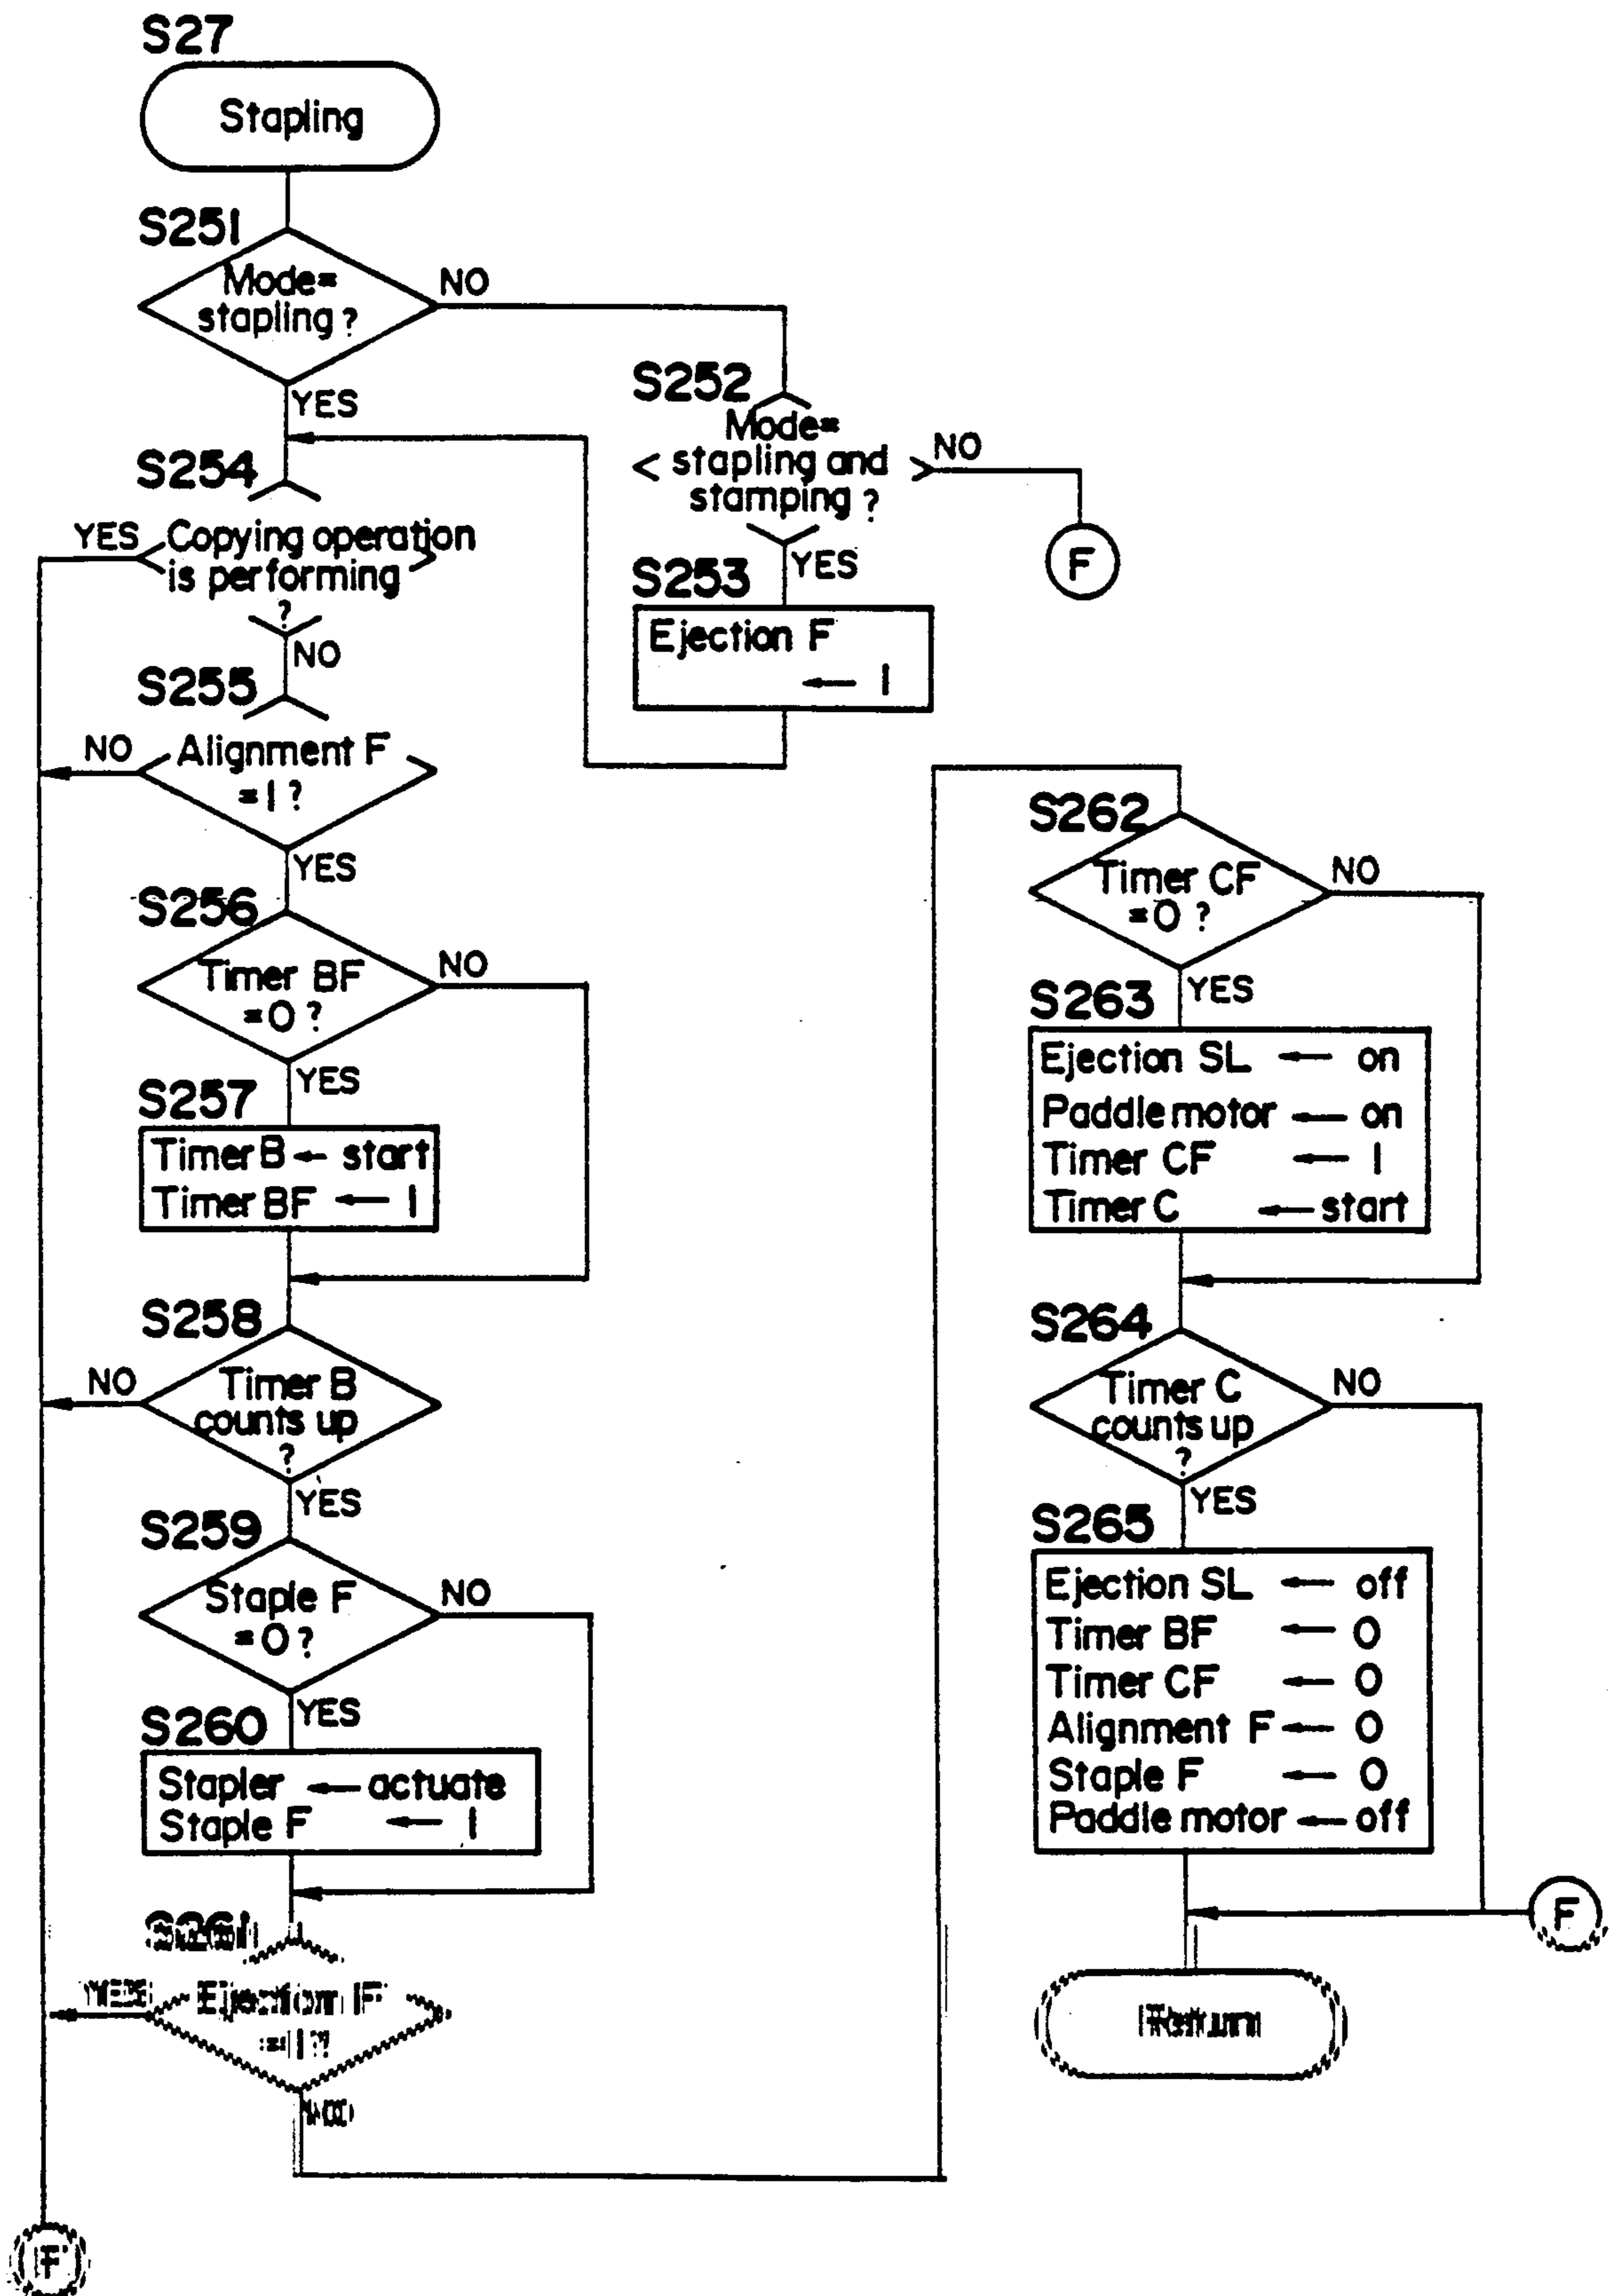 S27
Stapling
S251
Mode=
stapling ?
NO
YES
S252
Mode=
stapling and
stamping ?
NO
F
YES
S253
Ejection F
← 1
S254
Copying operation
is performing
?
YES
NO
S255
Alignment F
=1 ?
NO
YES
S256
Timer BF
=0 ?
NO
YES
S257
Timer B ← start
Timer BF ← 1
S258
Timer B
counts up
?
NO
YES
S259
Staple F
=0 ?
NO
YES
S260
Stapler ← actuate
Staple F ← 1
S261
Ejection F
=1 ?
YES
NO
F
S262
Timer CF
=0 ?
NO
YES
S263
Ejection SL ← on
Paddle motor ← on
Timer CF ← 1
Timer C ← start
S264
Timer C
counts up
?
NO
YES
S265
Ejection SL ← off
Timer BF ← 0
Timer CF ← 0
Alignment F ← 0
Staple F ← 0
Paddle motor ← off
F
Return